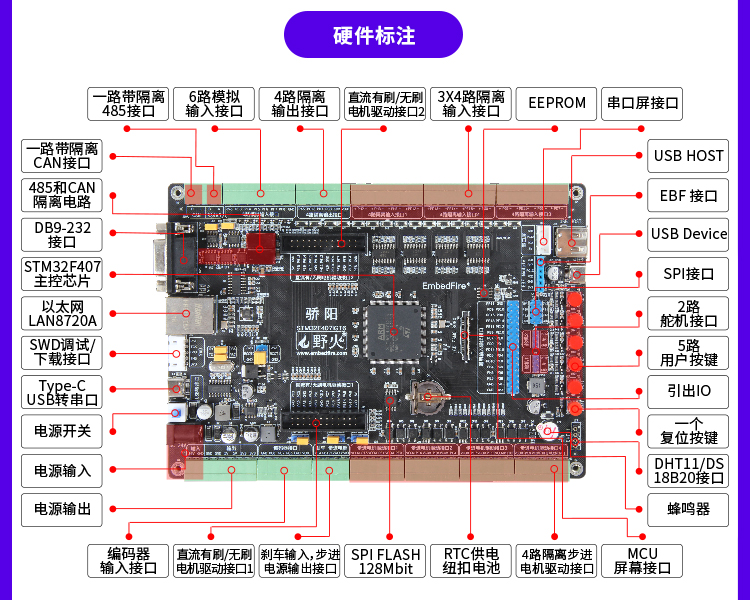 硬件标注
一路带隔离
485接口
6路模拟
输入接口
4路隔离
输出接口
直流有刷/无刷
电机驱动接口2
3X4路隔离
输入接口
EEPROM
串口屏接口
一路带隔离
CAN接口
485和CAN
隔离电路
DB9-232
接口
STM32F407
主控芯片
以太网
LAN8720A
SWD调试/
下载接口
Type-C
USB转串口
电源开关
电源输入
电源输出
USB HOST
EBF 接口
USB Device
SPI接口
2路
舵机接口
5路
用户按键
引出IO
一个
复位按键
DHT11/DS
18B20接口
蜂鸣器
EmbedFire
骄阳
STM32F407IGT6
野火
www.embedfire.com
编码器
输入接口
直流有刷/无刷
电机驱动接口1
刹车输入,步进
电源输出接口
SPI FLASH
128Mbit
RTC供电
纽扣电池
4路隔离步进
电机驱动接口
MCU
屏幕接口